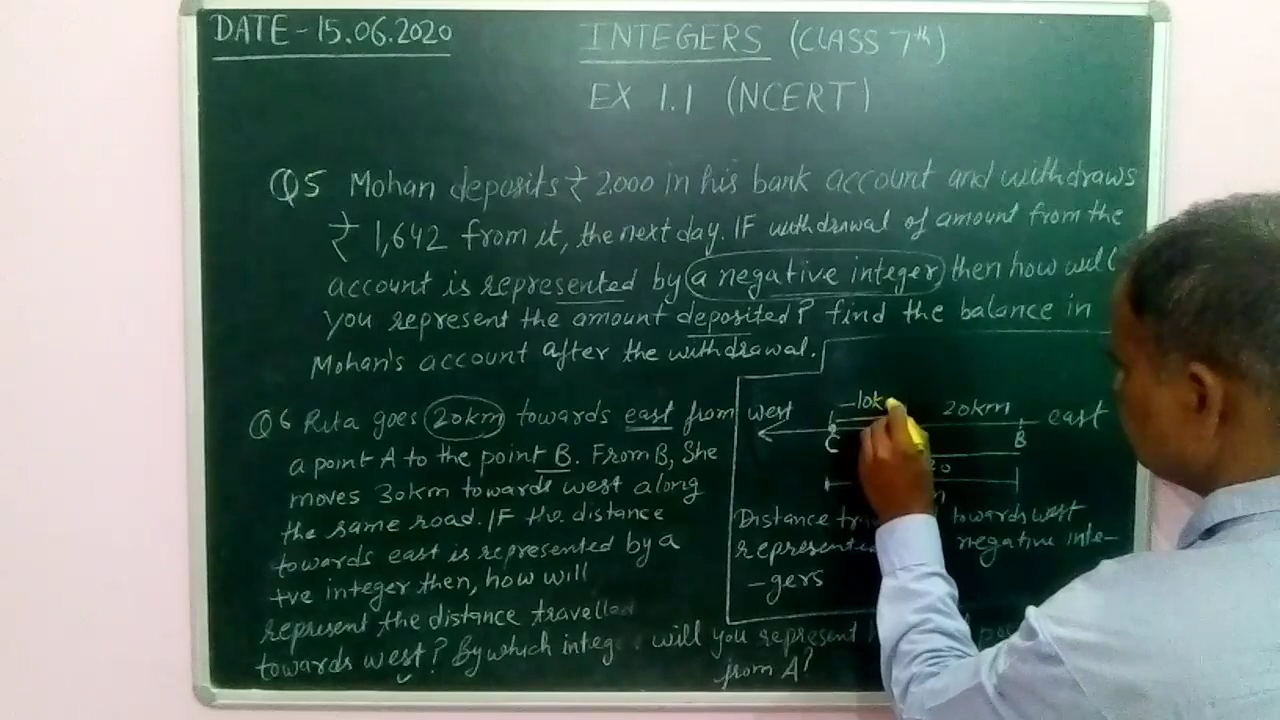 DATE - 15.06.2020
INTEGERS (CLASS 7th)
EX 1.1 (NCERT)
Q5 Mohan deposits ₹ 2000 in his bank account and withdraws
₹ 1,642 from it, the next day. IF withdrawal of amount from the
account is represented by a negative integer then how will
you represent the amount deposited? find the balance in
Mohan's account after the withdrawal.
Q6 Rita goes 20km towards east from
a point A to the point B. From B, She
moves 30km towards west along
the same road. IF the distance
towards east is represented by a
+ve integer then, how will
represent the distance travelled
towards west? By which integ will you represent
from A?
-10k 20km
west east
C B
Distance towards west
negative inte-
-gers